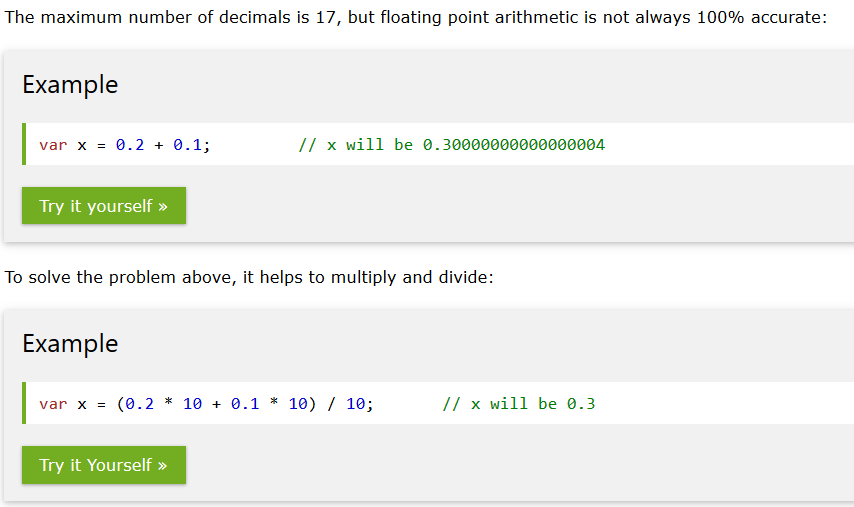 The maximum number of decimals is 17, but floating point arithmetic is not always 100% accurate:
Example
var x = 0.2 + 0.1;         // x will be 0.30000000000000004
Try it yourself »
To solve the problem above, it helps to multiply and divide:
Example
var x = (0.2 * 10 + 0.1 * 10) / 10;       // x will be 0.3
Try it Yourself »